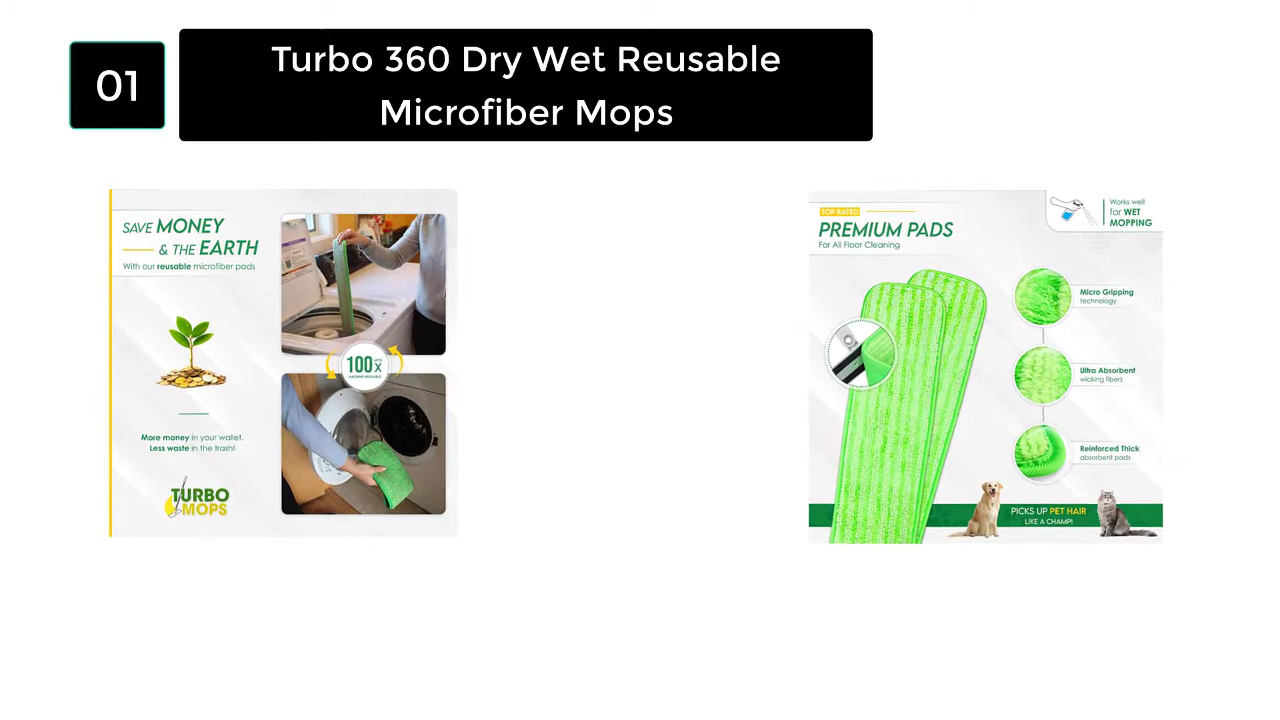 01
Turbo 360 Dry Wet Reusable
Microfiber Mops
SAVE MONEY
& THE EARTH
With our reusable microfiber pads
100 X
MACHINE WASHABLE
More money in your wallet.
Less waste in the trash!
TURBO
MOPS
TOP RATED
PREMIUM PADS
For All Floor Cleaning
Works well
for WET
MOPPING
Micro Gripping
technology
Ultra Absorbent
wicking fibers
Reinforced Thick
absorbent pads
PICKS UP PET HAIR
LIKE A CHAMP!